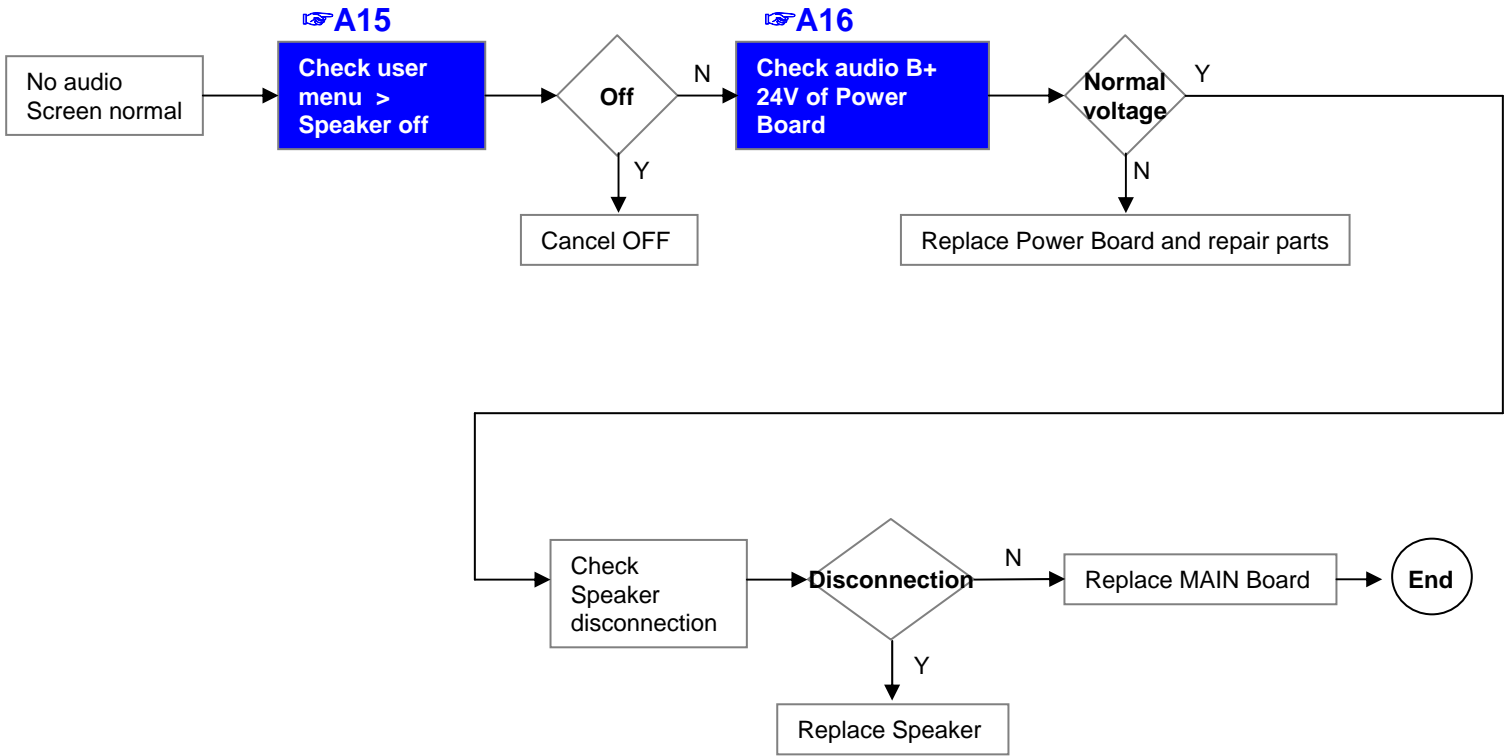 ☞A15
☞A16
No audio
Screen normal
Check user
menu >
Speaker off
Off
N
Check audio B+
24V of Power
Board
Normal
voltage
Y
Y
N
Cancel OFF
Replace Power Board and repair parts
Check
Speaker
disconnection
Disconnection
N
Replace MAIN Board
End
Y
Replace Speaker